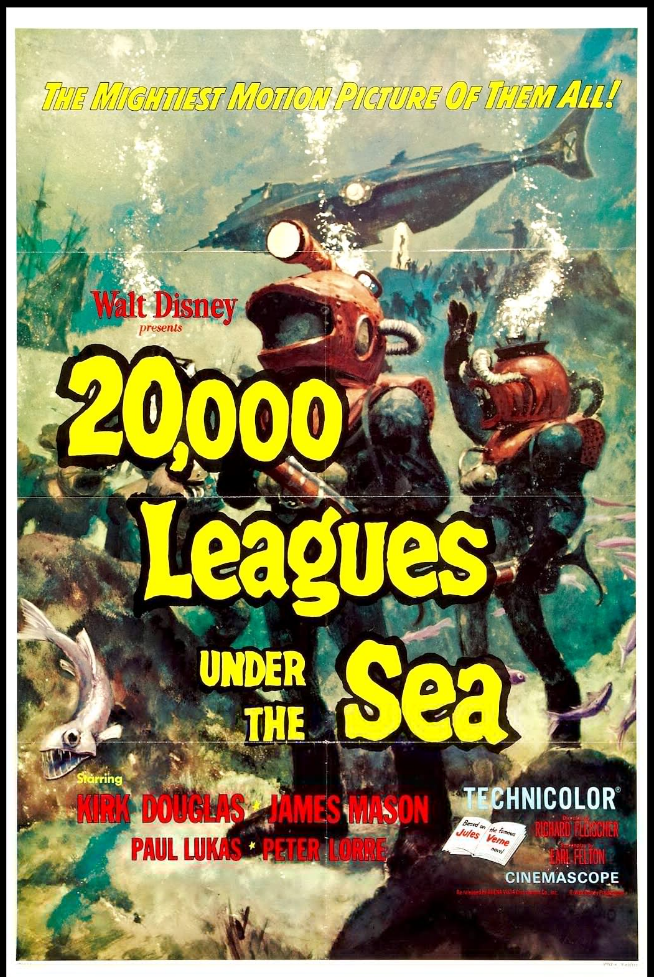 THE MIGHTIEST MOTION PICTURE OF THEM ALL!
Walt Disney
presents
20,000
Leagues
UNDER
THE
Sea
Starring
KIRK DOUGLAS · JAMES MASON
PAUL LUKAS · PETER LORRE
TECHNICOLOR®
Based on the famous
Jules Verne
novel
Directed by
RICHARD FLEISCHER
EARL FELTON
CINEMASCOPE